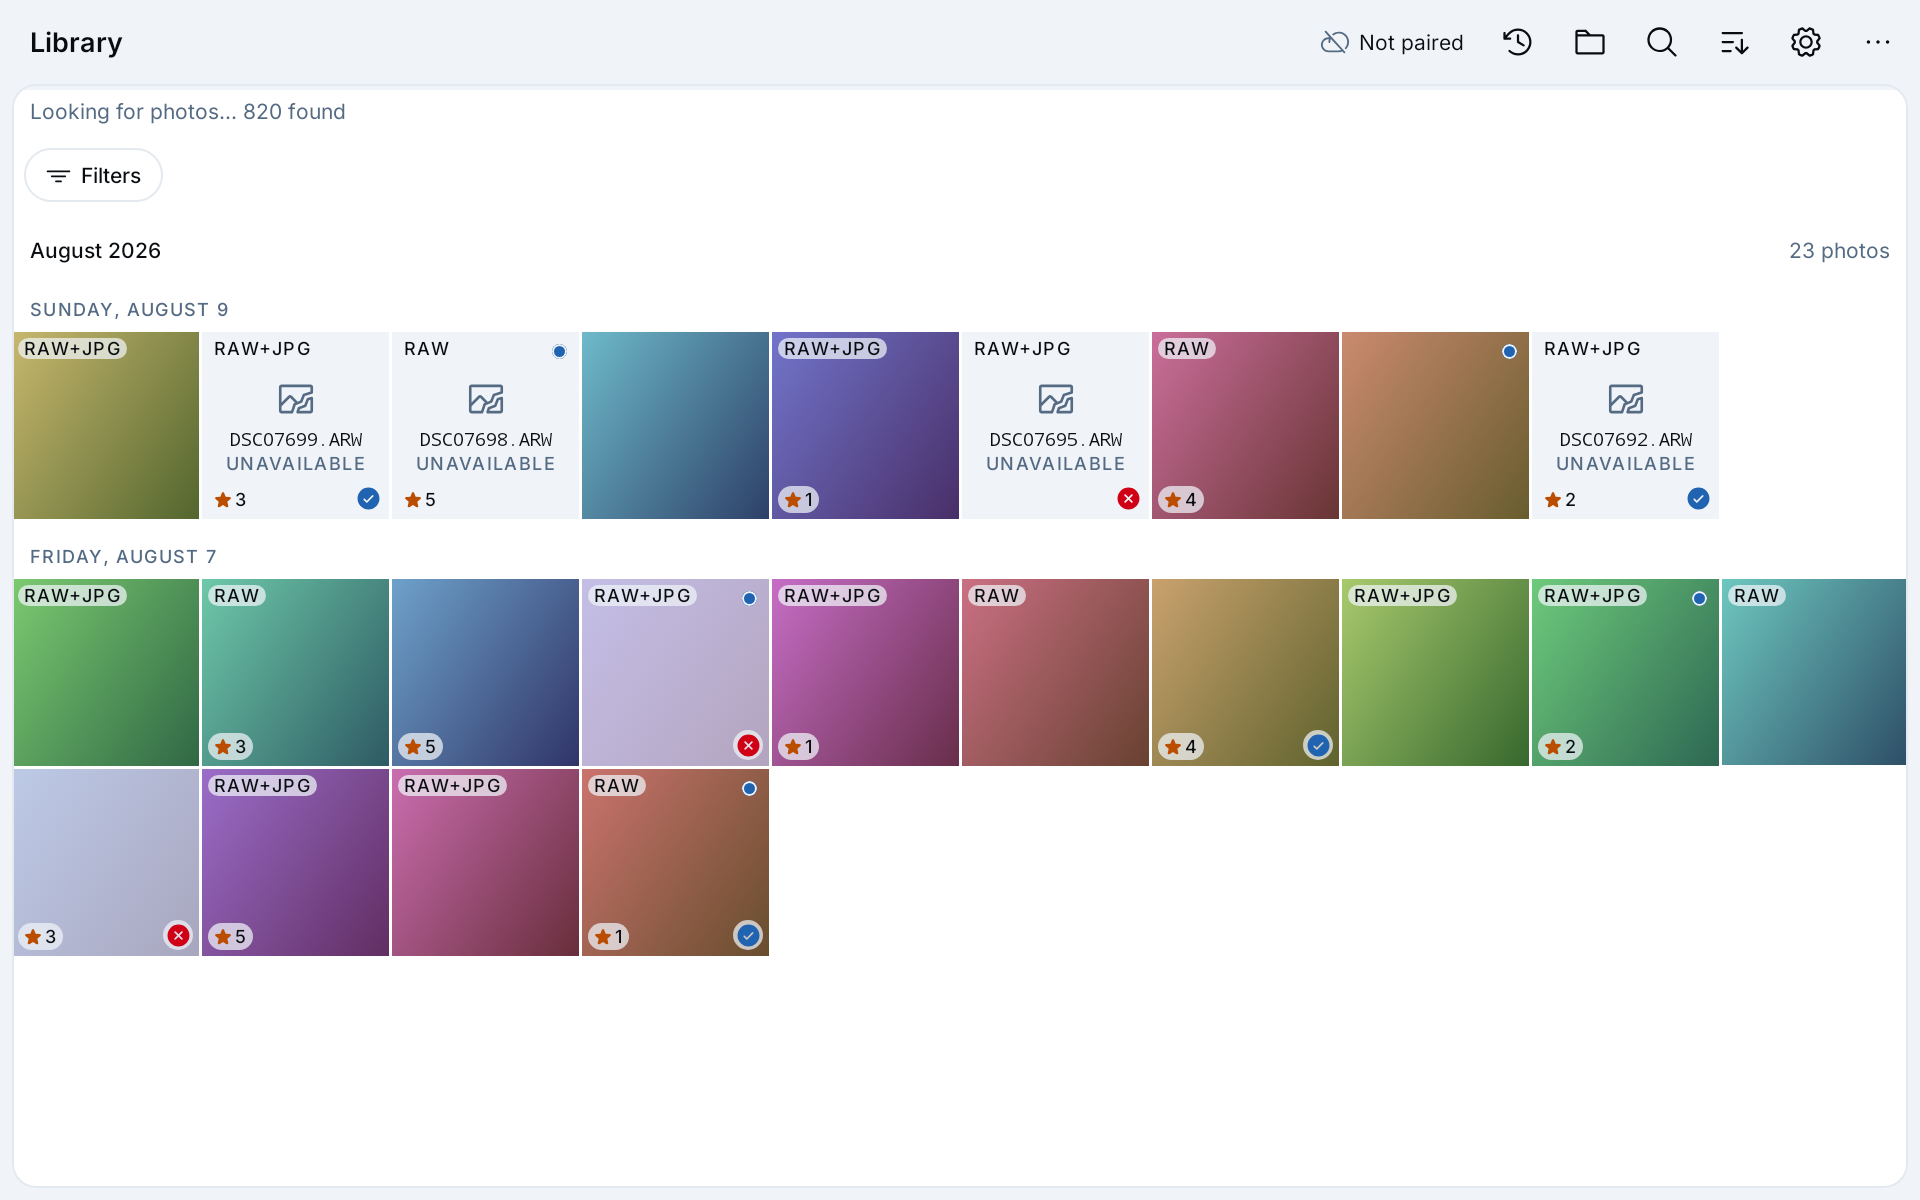 Library
Not paired
Looking for photos... 820 found
Filters
August 2026
23 photos
SUNDAY, AUGUST 9
RAW+JPG
RAW+JPG
DSC07699.ARW
UNAVAILABLE
3
RAW
DSC07698.ARW
UNAVAILABLE
5
RAW+JPG
1
RAW+JPG
DSC07695.ARW
UNAVAILABLE
RAW
4
RAW+JPG
DSC07692.ARW
UNAVAILABLE
2
FRIDAY, AUGUST 7
RAW+JPG
RAW
3
5
RAW+JPG
RAW+JPG
1
RAW
4
RAW+JPG
RAW+JPG
2
RAW
3
RAW+JPG
5
RAW+JPG
RAW
1